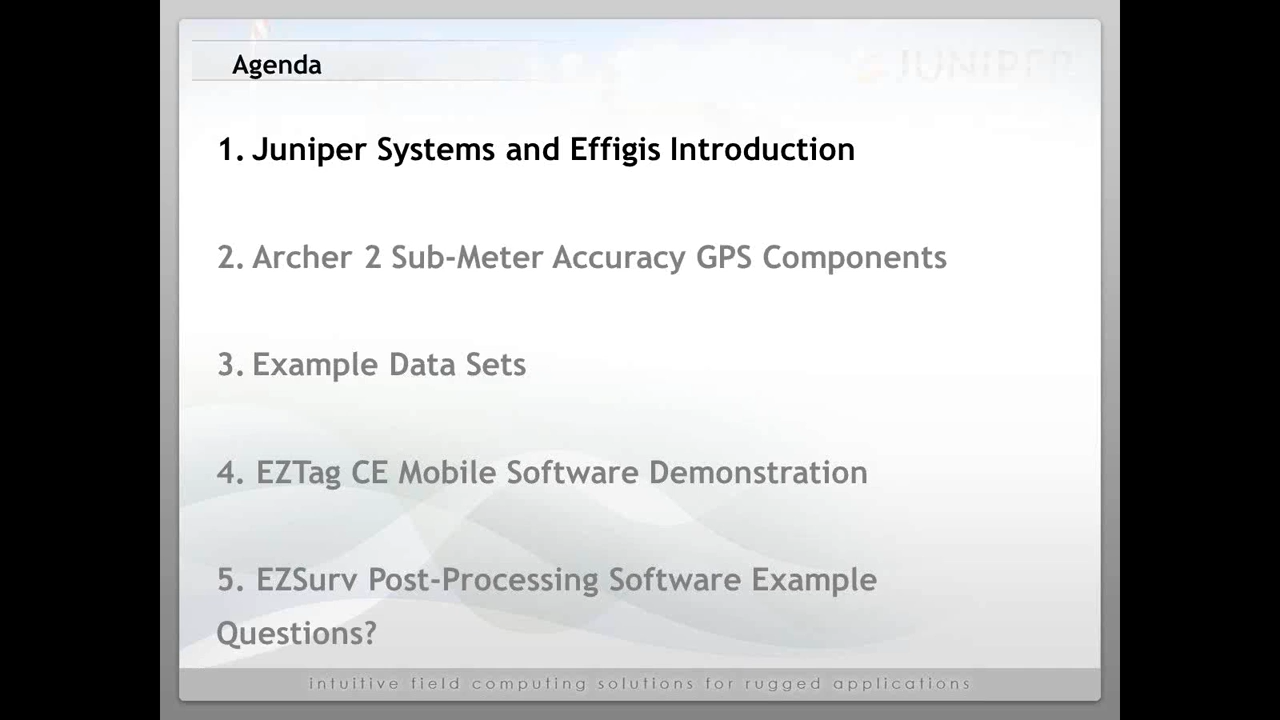 Agenda
JUNIPER
1. Juniper Systems and Effigis Introduction
2. Archer 2 Sub-Meter Accuracy GPS Components
3. Example Data Sets
4. EZTag CE Mobile Software Demonstration
5. EZSurv Post-Processing Software Example
Questions?
intuitive field computing solutions for rugged applications